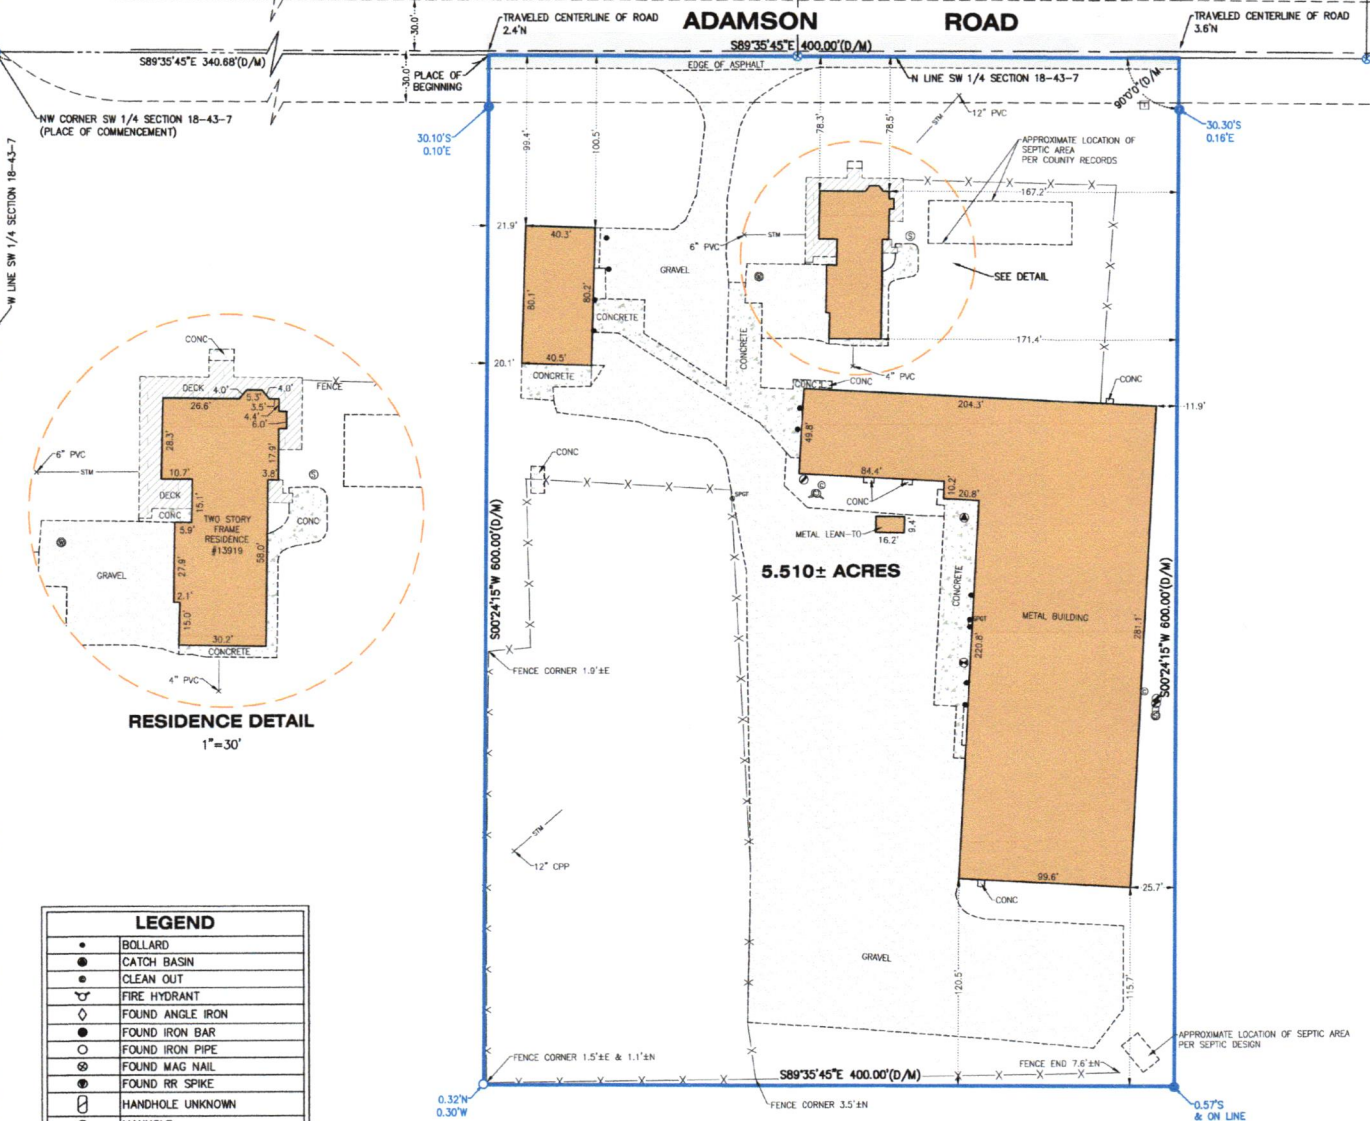 TRAVELED CENTERLINE OF ROAD
2.4'N
ADAMSON ROAD
TRAVELED CENTERLINE OF ROAD
3.6'N
30.0'
S89°35'45"E 340.68'(D/M)
S89°35'45"E 400.00'(D/M)
30.0'
PLACE OF
BEGINNING
EDGE OF ASPHALT
N LINE SW 1/4 SECTION 18-43-7
90°0'0"(D/M)
NW CORNER SW 1/4 SECTION 18-43-7
(PLACE OF COMMENCEMENT)
W LINE SW 1/4 SECTION 18-43-7
30.10'S
0.10'E
30.30'S
0.16'E
99.4'
100.5'
78.3'
78.5'
STM
12" PVC
APPROXIMATE LOCATION OF
SEPTIC AREA
PER COUNTY RECORDS
167.2'
21.9'
40.3'
6" PVC
STM
GRAVEL
SEE DETAIL
80.1'
80.2'
CONCRETE
CONCRETE
171.4'
20.1'
40.5'
CONCRETE
4" PVC
CONC
CONC
CONC
204.3'
11.9'
49.8'
CONC
84.4'
CONC
10.2'
20.8'
SPGT
METAL LEAN-TO
16.2'
9.4'
5.510± ACRES
CONCRETE
SPGT
220.8'
METAL BUILDING
281.1'
S00°24'15"W 600.00'(D/M)
S00°24'15"W 600.00'(D/M)
FENCE CORNER 1.9'±E
CONC
DECK
4.0'
5.3'
4.0'
FENCE
26.6'
3.5'
4.4'
6.0'
28.3'
17.9'
6" PVC
STM
10.7'
3.8'
DECK
15.1'
CONC
5.9'
CONC
TWO STORY
FRAME
RESIDENCE
#13919
58.0'
GRAVEL
27.9'
2.1'
15.0'
30.2'
CONCRETE
4" PVC
RESIDENCE DETAIL
1"=30'
STM
12" CPP
99.6'
25.7'
CONC
GRAVEL
120.5'
115.7'
APPROXIMATE LOCATION OF SEPTIC AREA
PER SEPTIC DESIGN
FENCE CORNER 1.5'±E & 1.1'±N
S89°35'45"E 400.00'(D/M)
FENCE END 7.6'±N
FENCE CORNER 3.5'±N
0.32'N
0.30'W
0.57'S
& ON LINE
LEGEND
BOLLARD
CATCH BASIN
CLEAN OUT
FIRE HYDRANT
FOUND ANGLE IRON
FOUND IRON BAR
FOUND IRON PIPE
FOUND MAG NAIL
FOUND RR SPIKE
HANDHOLE UNKNOWN